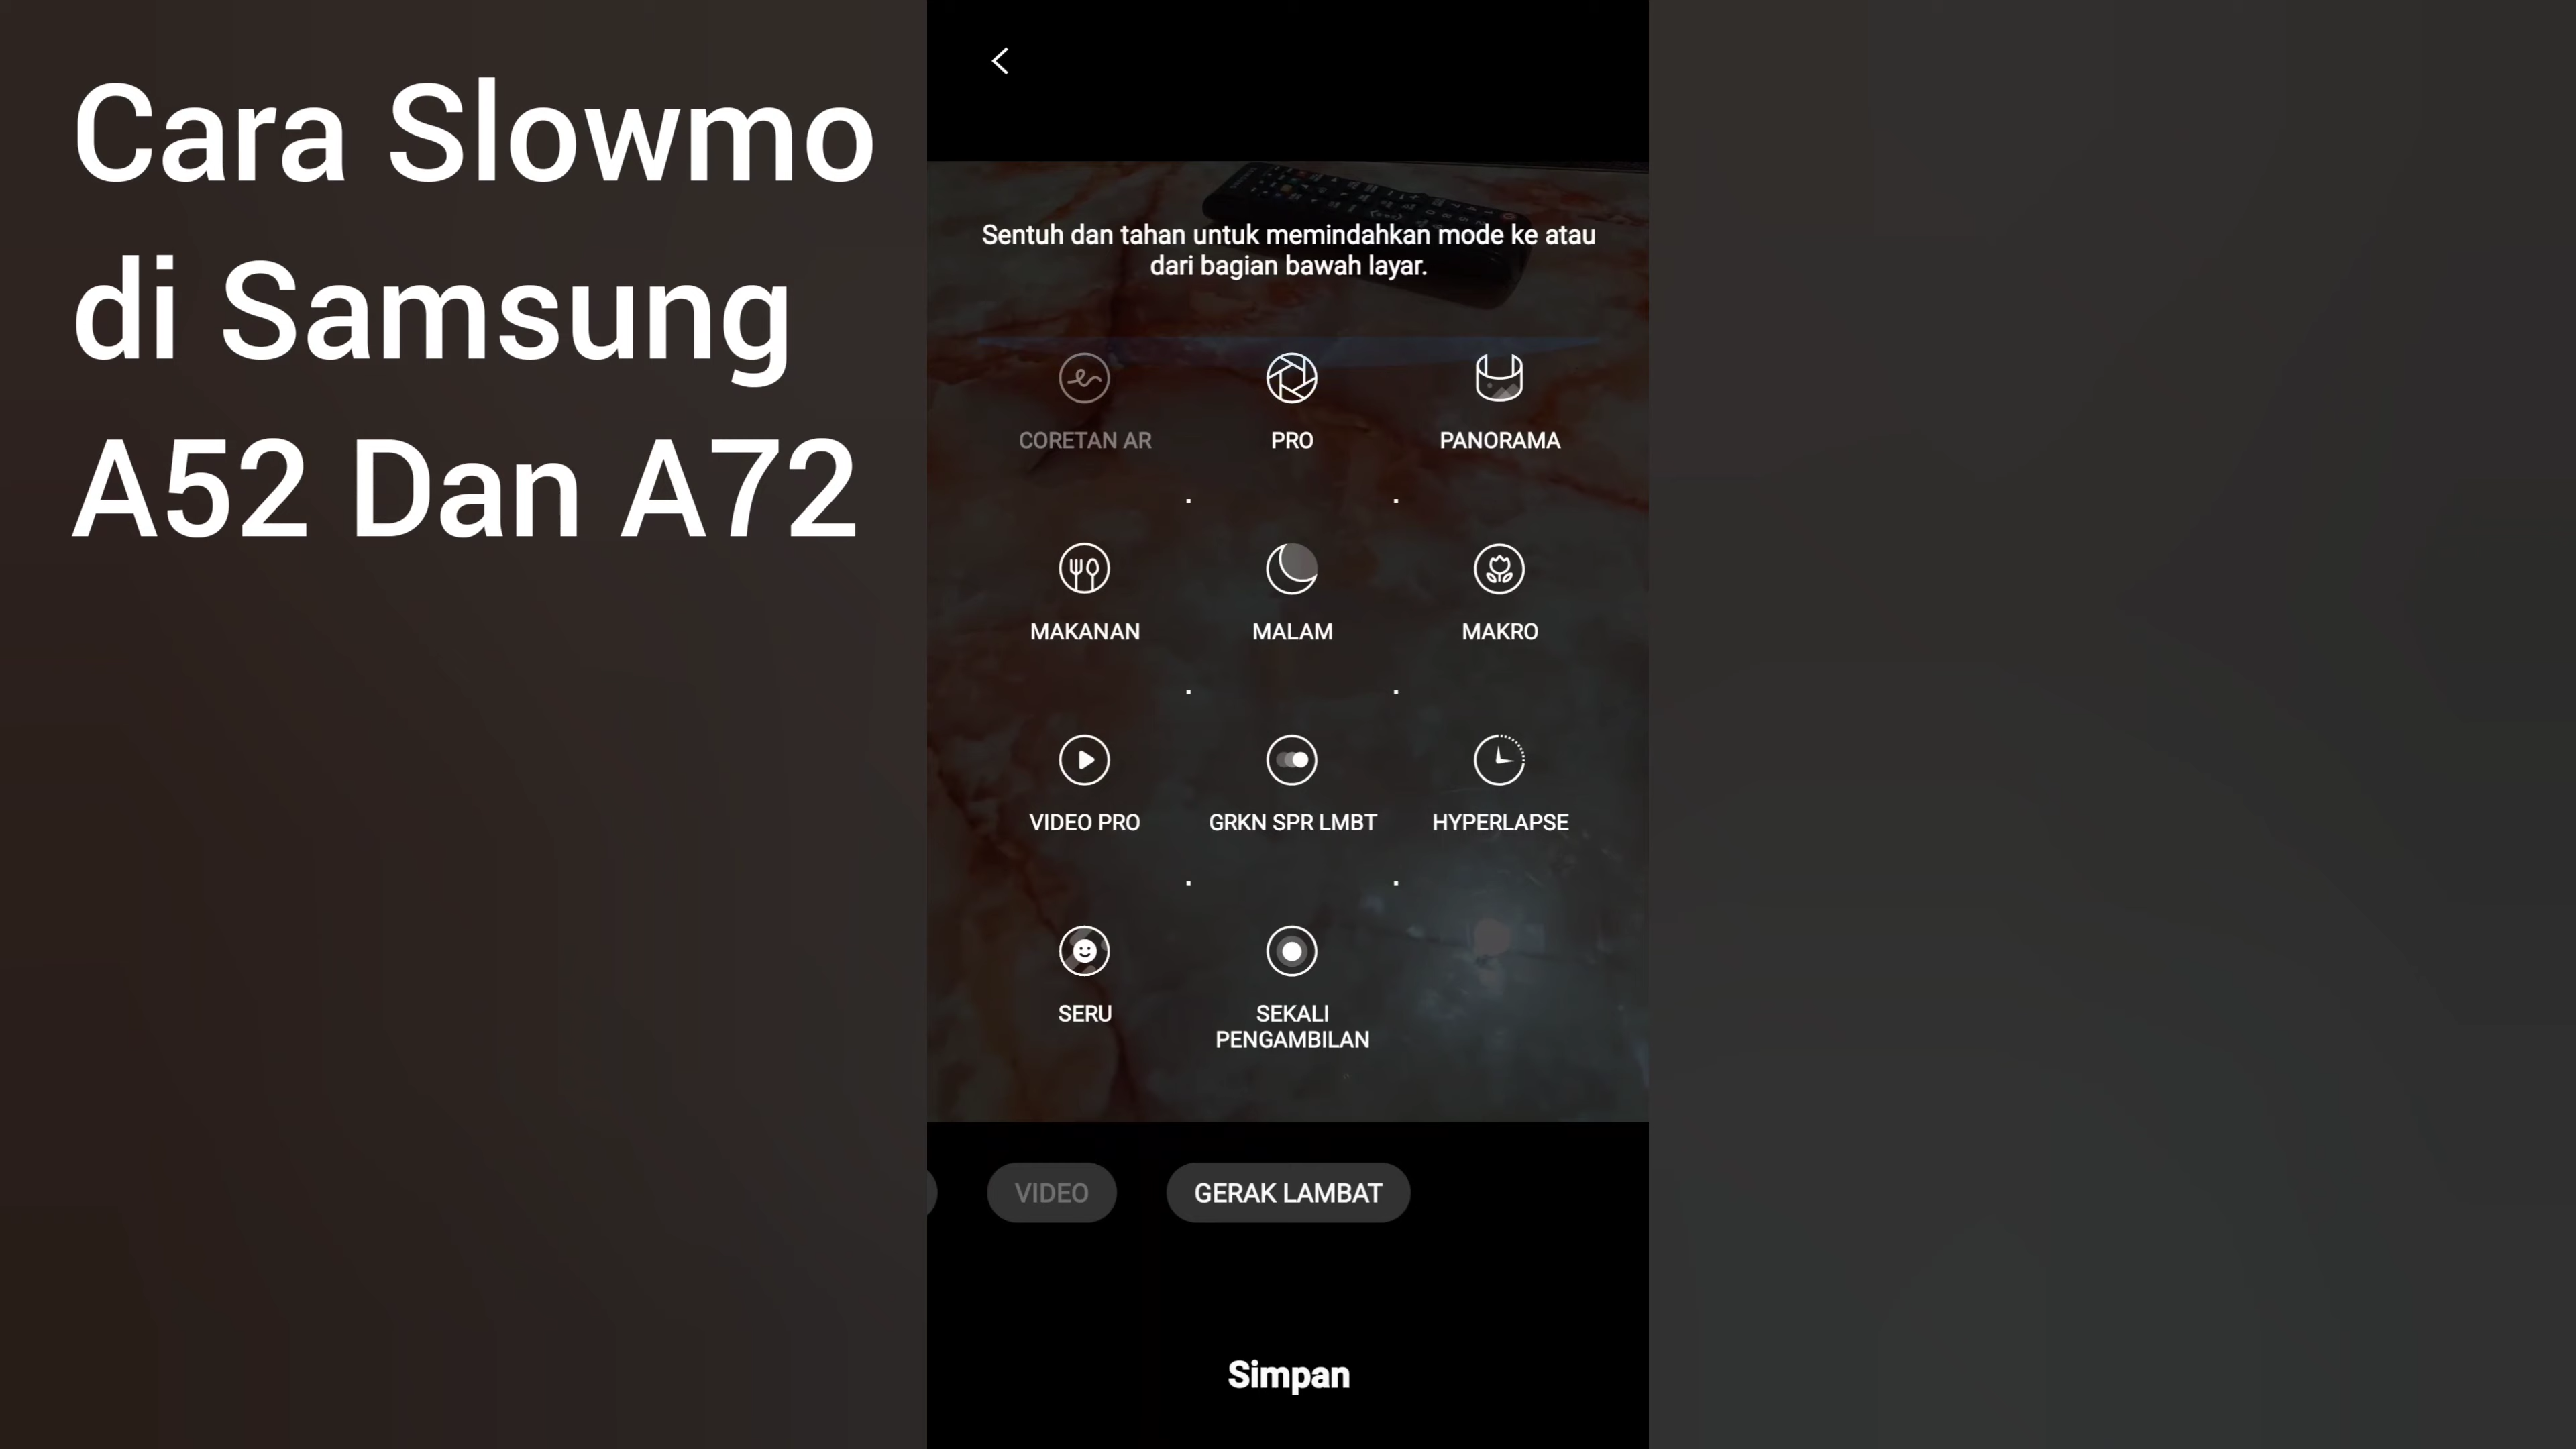 Cara Slowmo
di Samsung
A52 Dan A72
Sentuh dan tahan untuk memindahkan mode ke atau
dari bagian bawah layar.
CORETAN AR
PRO
PANORAMA
MAKANAN
MALAM
MAKRO
VIDEO PRO
GRKN SPR LMBT
HYPERLAPSE
SERU
SEKALI
PENGAMBILAN
VIDEO
GERAK LAMBAT
Simpan